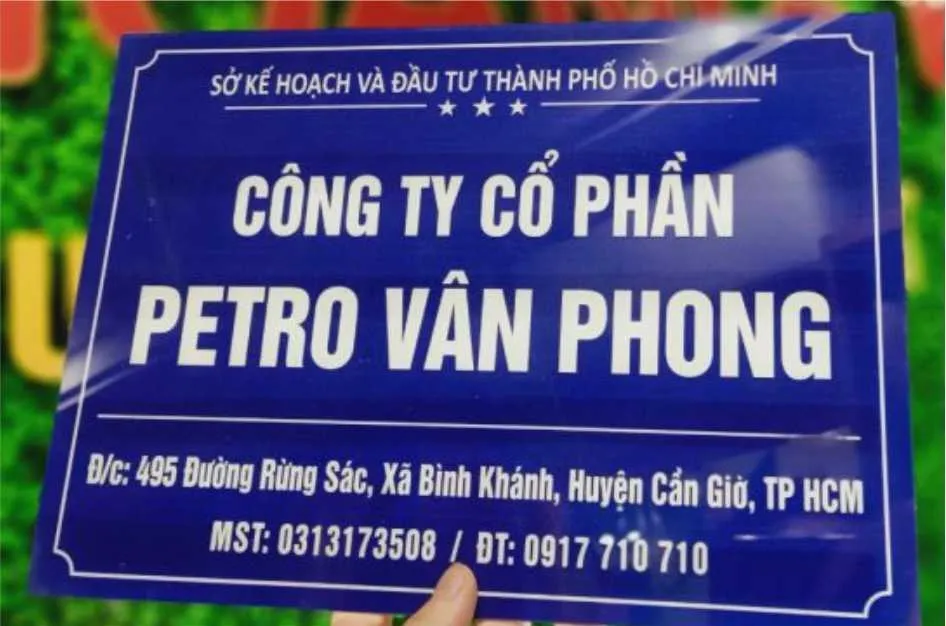 SỞ KẾ HOẠCH VÀ ĐẦU TƯ THÀNH PHỐ HỒ CHI MINH
CÔNG TY CỔ PHẦN
PETRO VÂN PHONG
Đ/c: 495 Đường Rừng Sác, Xã Bình Khánh, Huyện Cần Giờ, TP HCM
MST: 0313173508 / ĐT: 0917 710 710